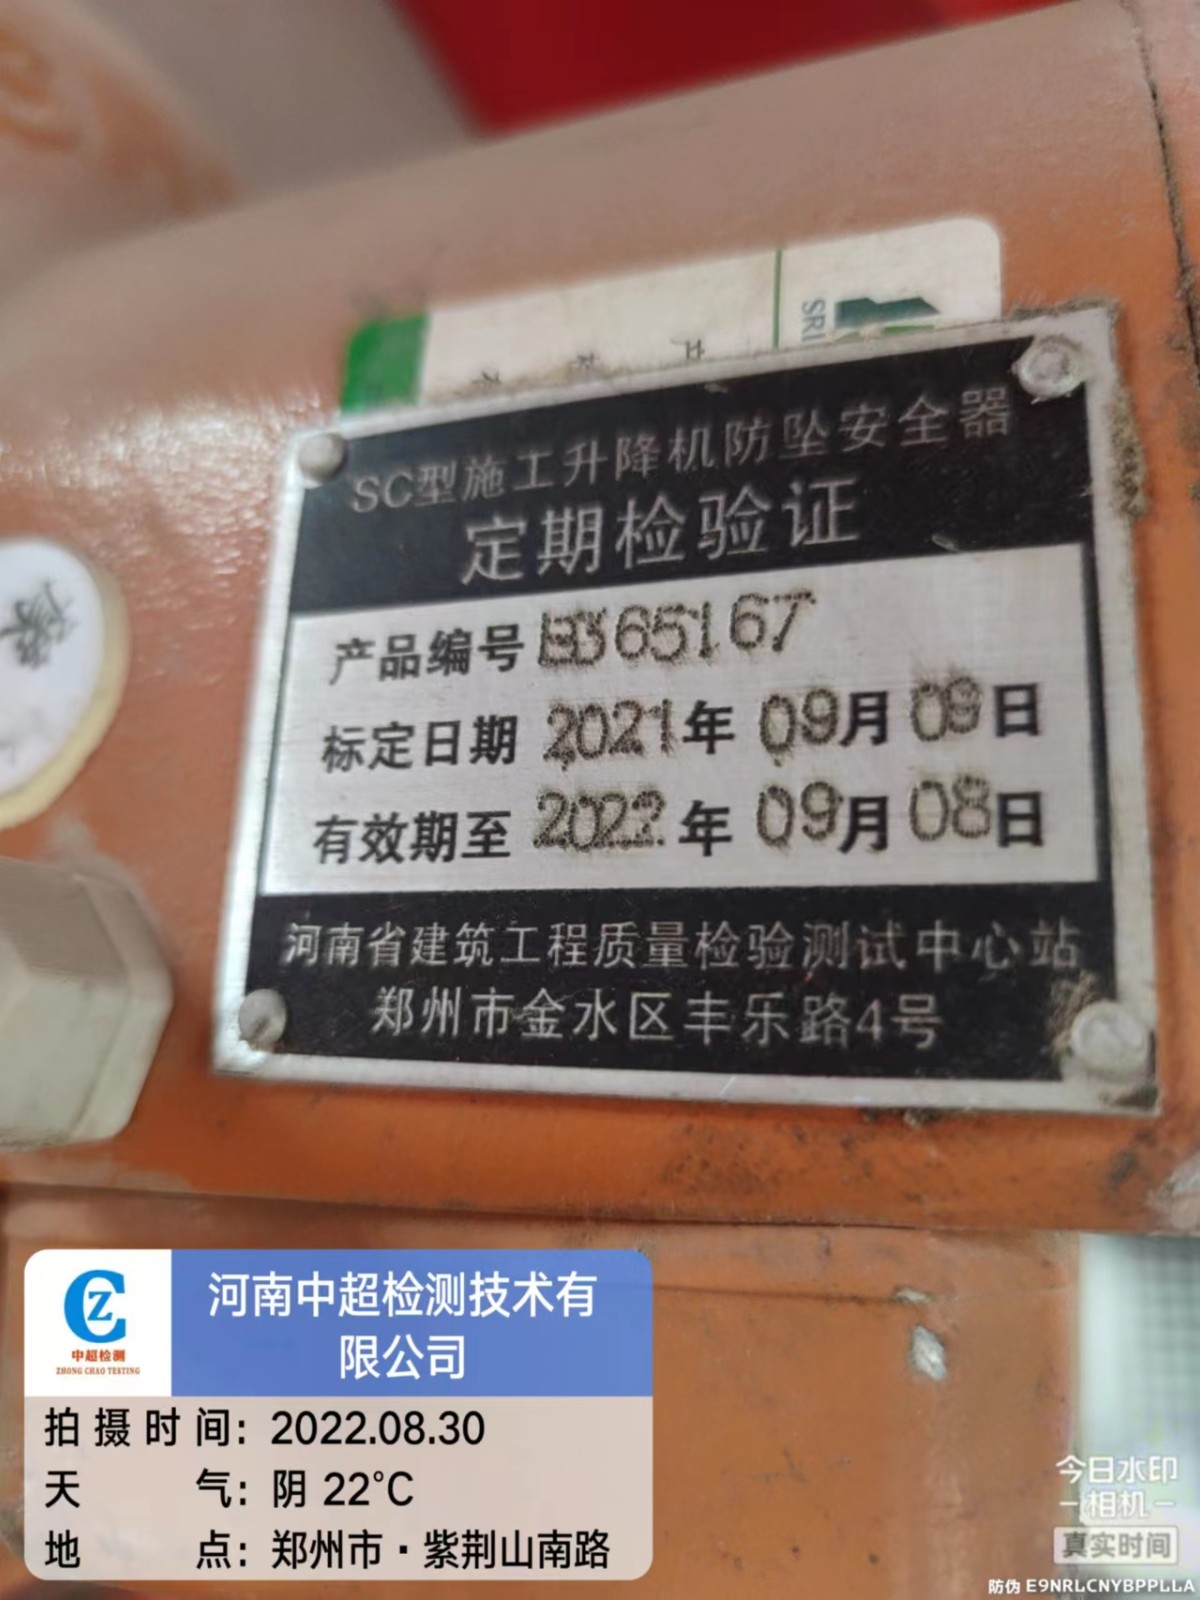 SRI
SC型施工升降机防坠安全器
定期检验证
产品编号 65167
标定日期 2021年 09月 09日
有效期至 2022年 09月 08日
河南省建筑工程质量检验测试中心站
郑州市金水区丰乐路4号
CZ
中超检测
ZHONG CHAO TESTING
河南中超检测技术有
限公司
拍摄时间: 2022.08.30
天气: 阴 22°C
地点: 郑州市·紫荆山南路
今日水印
相机
真实时间
防伪 E9NRLCNYBPPLLA